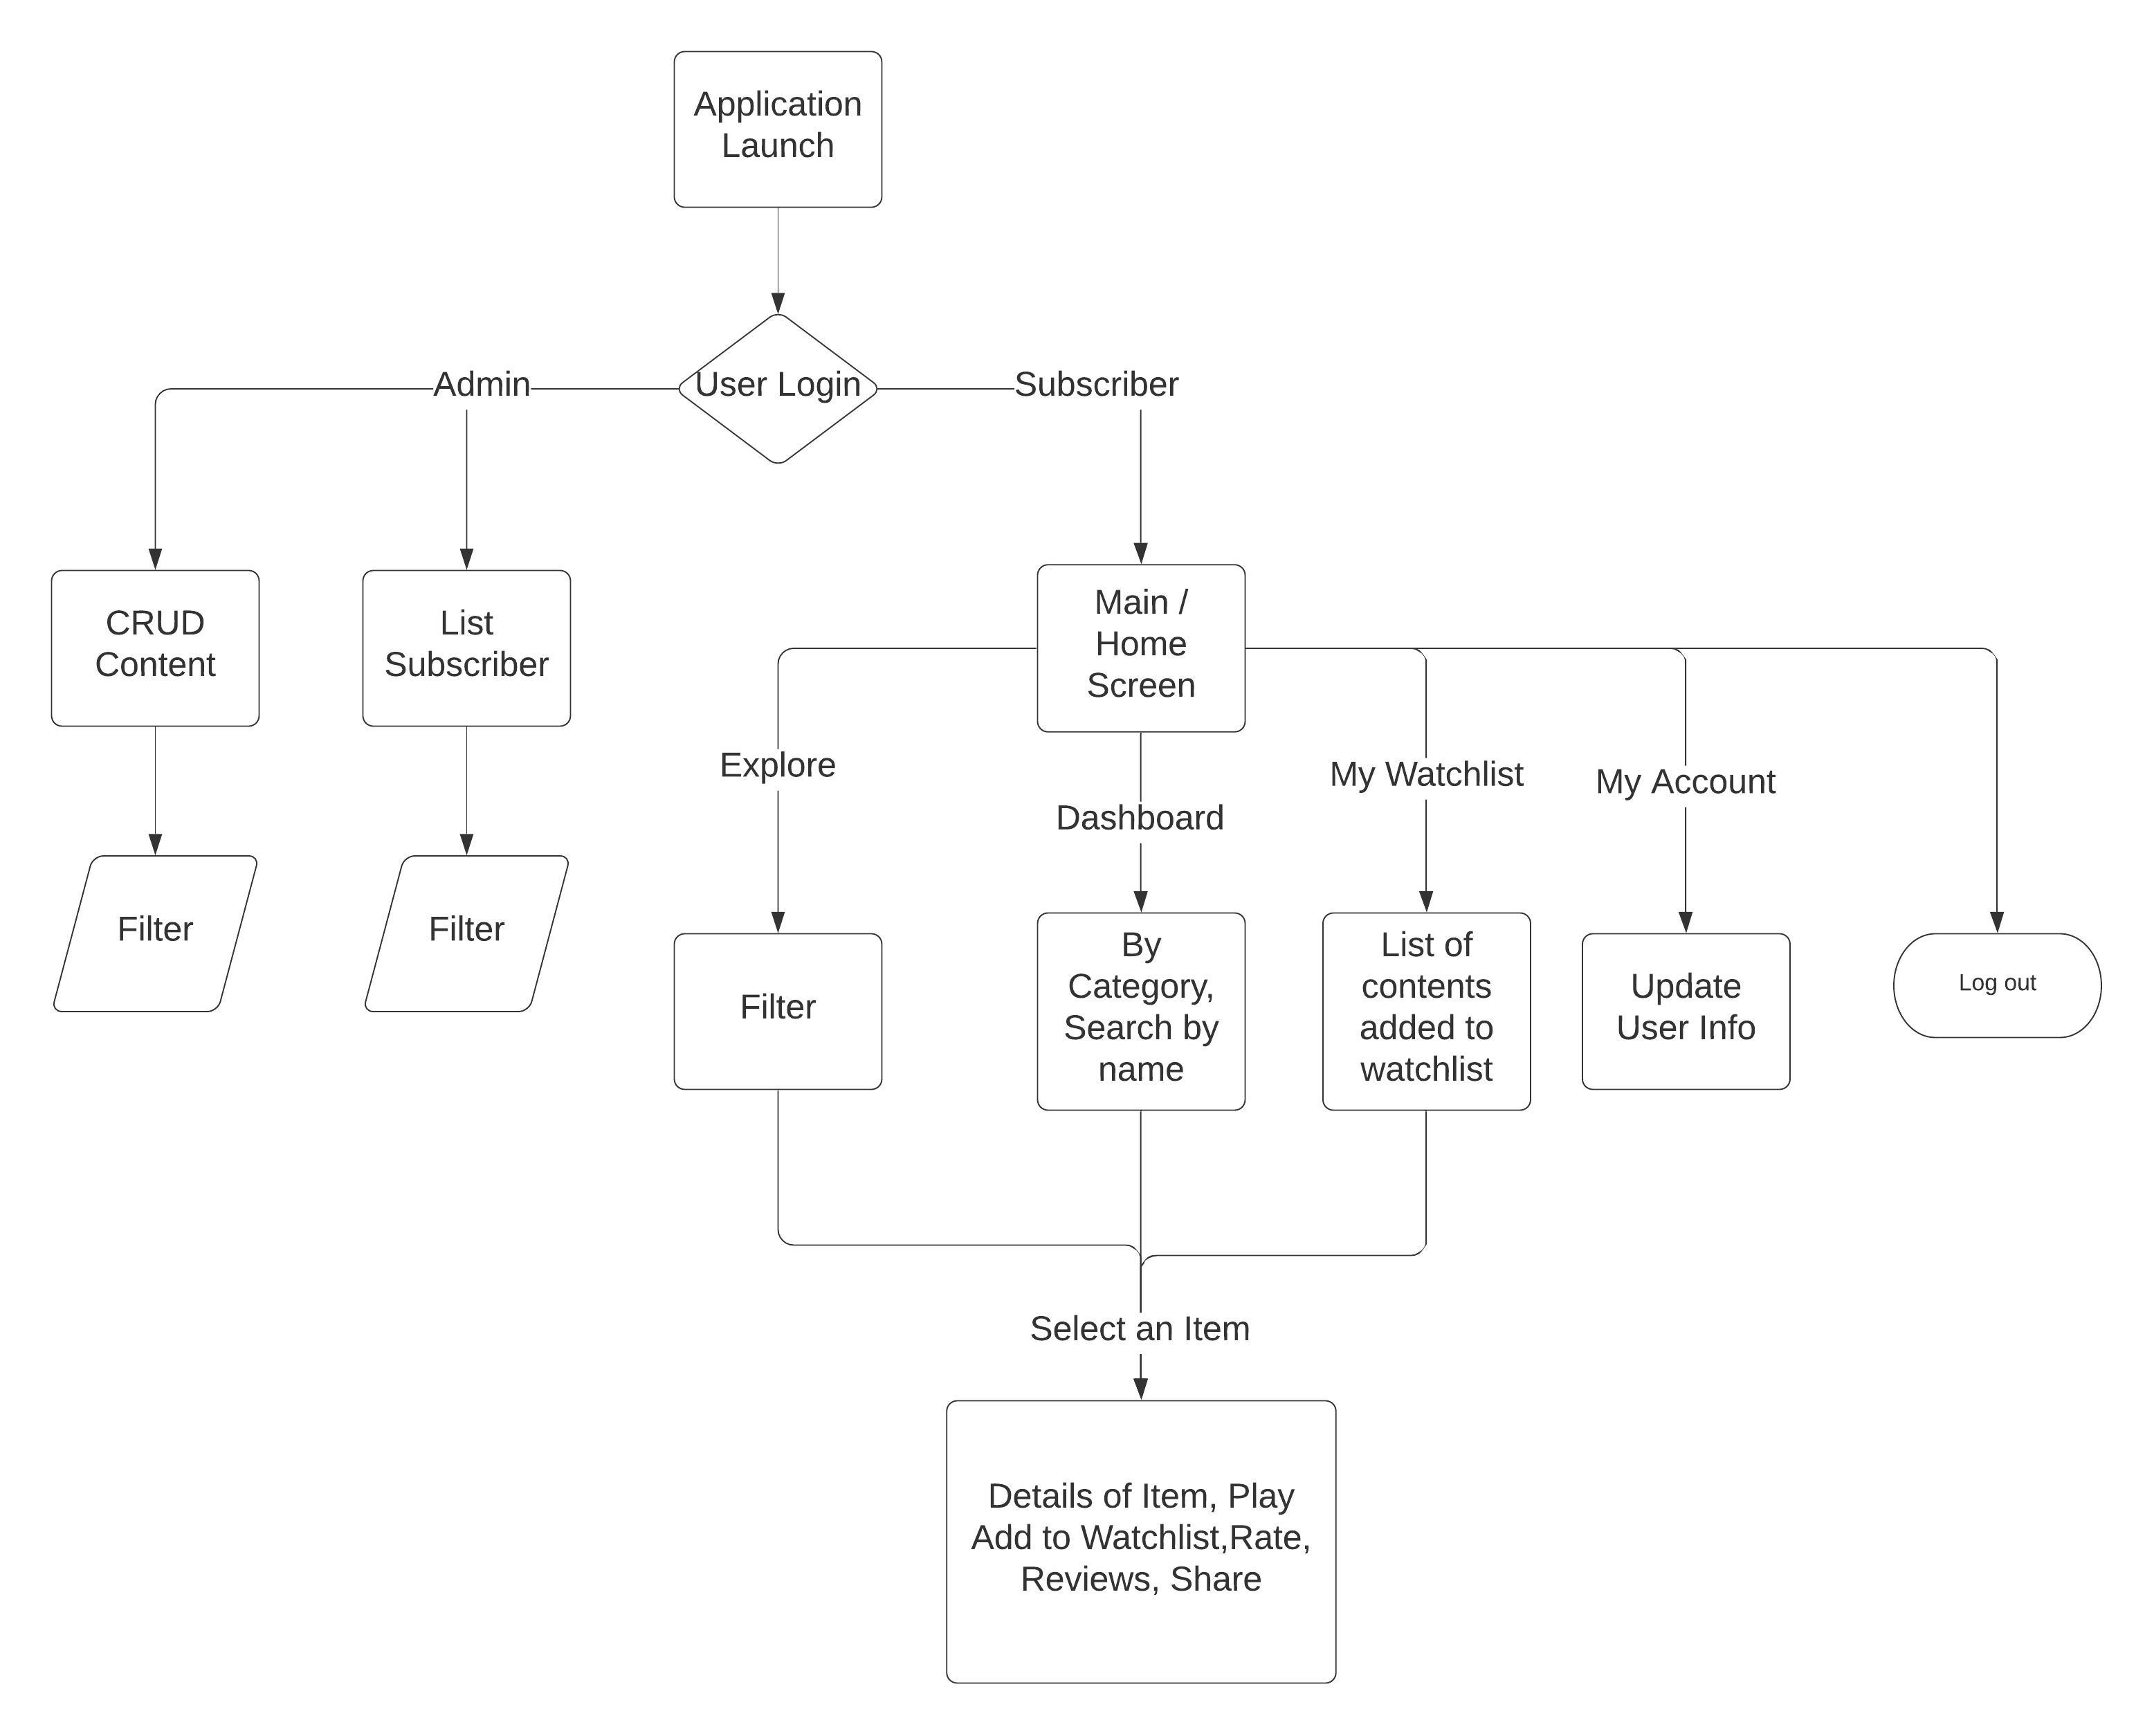 Application
Launch
Admin
User Login
Subscriber
CRUD
Content
List
Subscriber
Main /
Home
Screen
Explore
Dashboard
My Watchlist
My Account
Filter
Filter
Filter
By
Category,
Search by
name
List of
contents
added to
watchlist
Update
User Info
Log out
Select an Item
Details of Item, Play
Add to Watchlist,Rate,
Reviews, Share